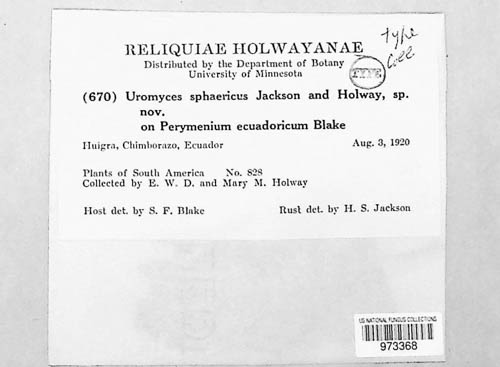 RELIQUIAE HOLWAYANAE
type
Coll
Distributed by the Department of Botany
University of Minnesota
TYPE
(670) Uromyces sphaericus Jackson and Holway, sp.
nov.
on Perymenium ecuadoricum Blake
Huigra, Chimborazo, Ecuador Aug. 3, 1920
Plants of South America No. 828
Collected by E. W. D. and Mary M. Holway
Host det. by S. F. Blake Rust det. by H. S. Jackson
US NATIONAL FUNGUS COLLECTIONS
973368